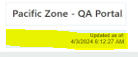 Pacific Zone - QA Portal
Updated as of:
4/3/2024 6:12:27 AM